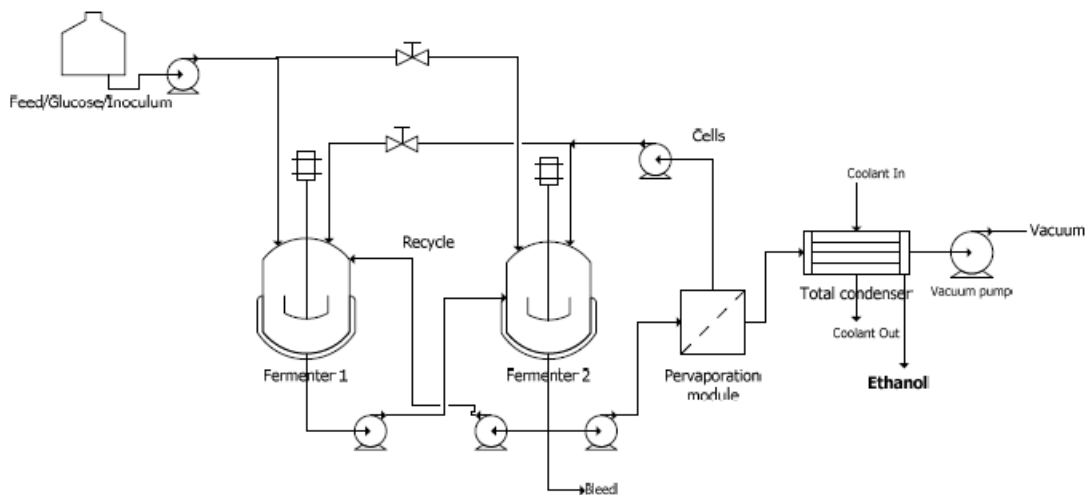 Feed/Glucose/Inoculum
Cells
Coolant In
Recycle
Vacuum
Total condenser
Vacuum pump
Coolant Out
Fermenter 1
Fermenter 2
Pervaporation
module
Ethanol
Bleed